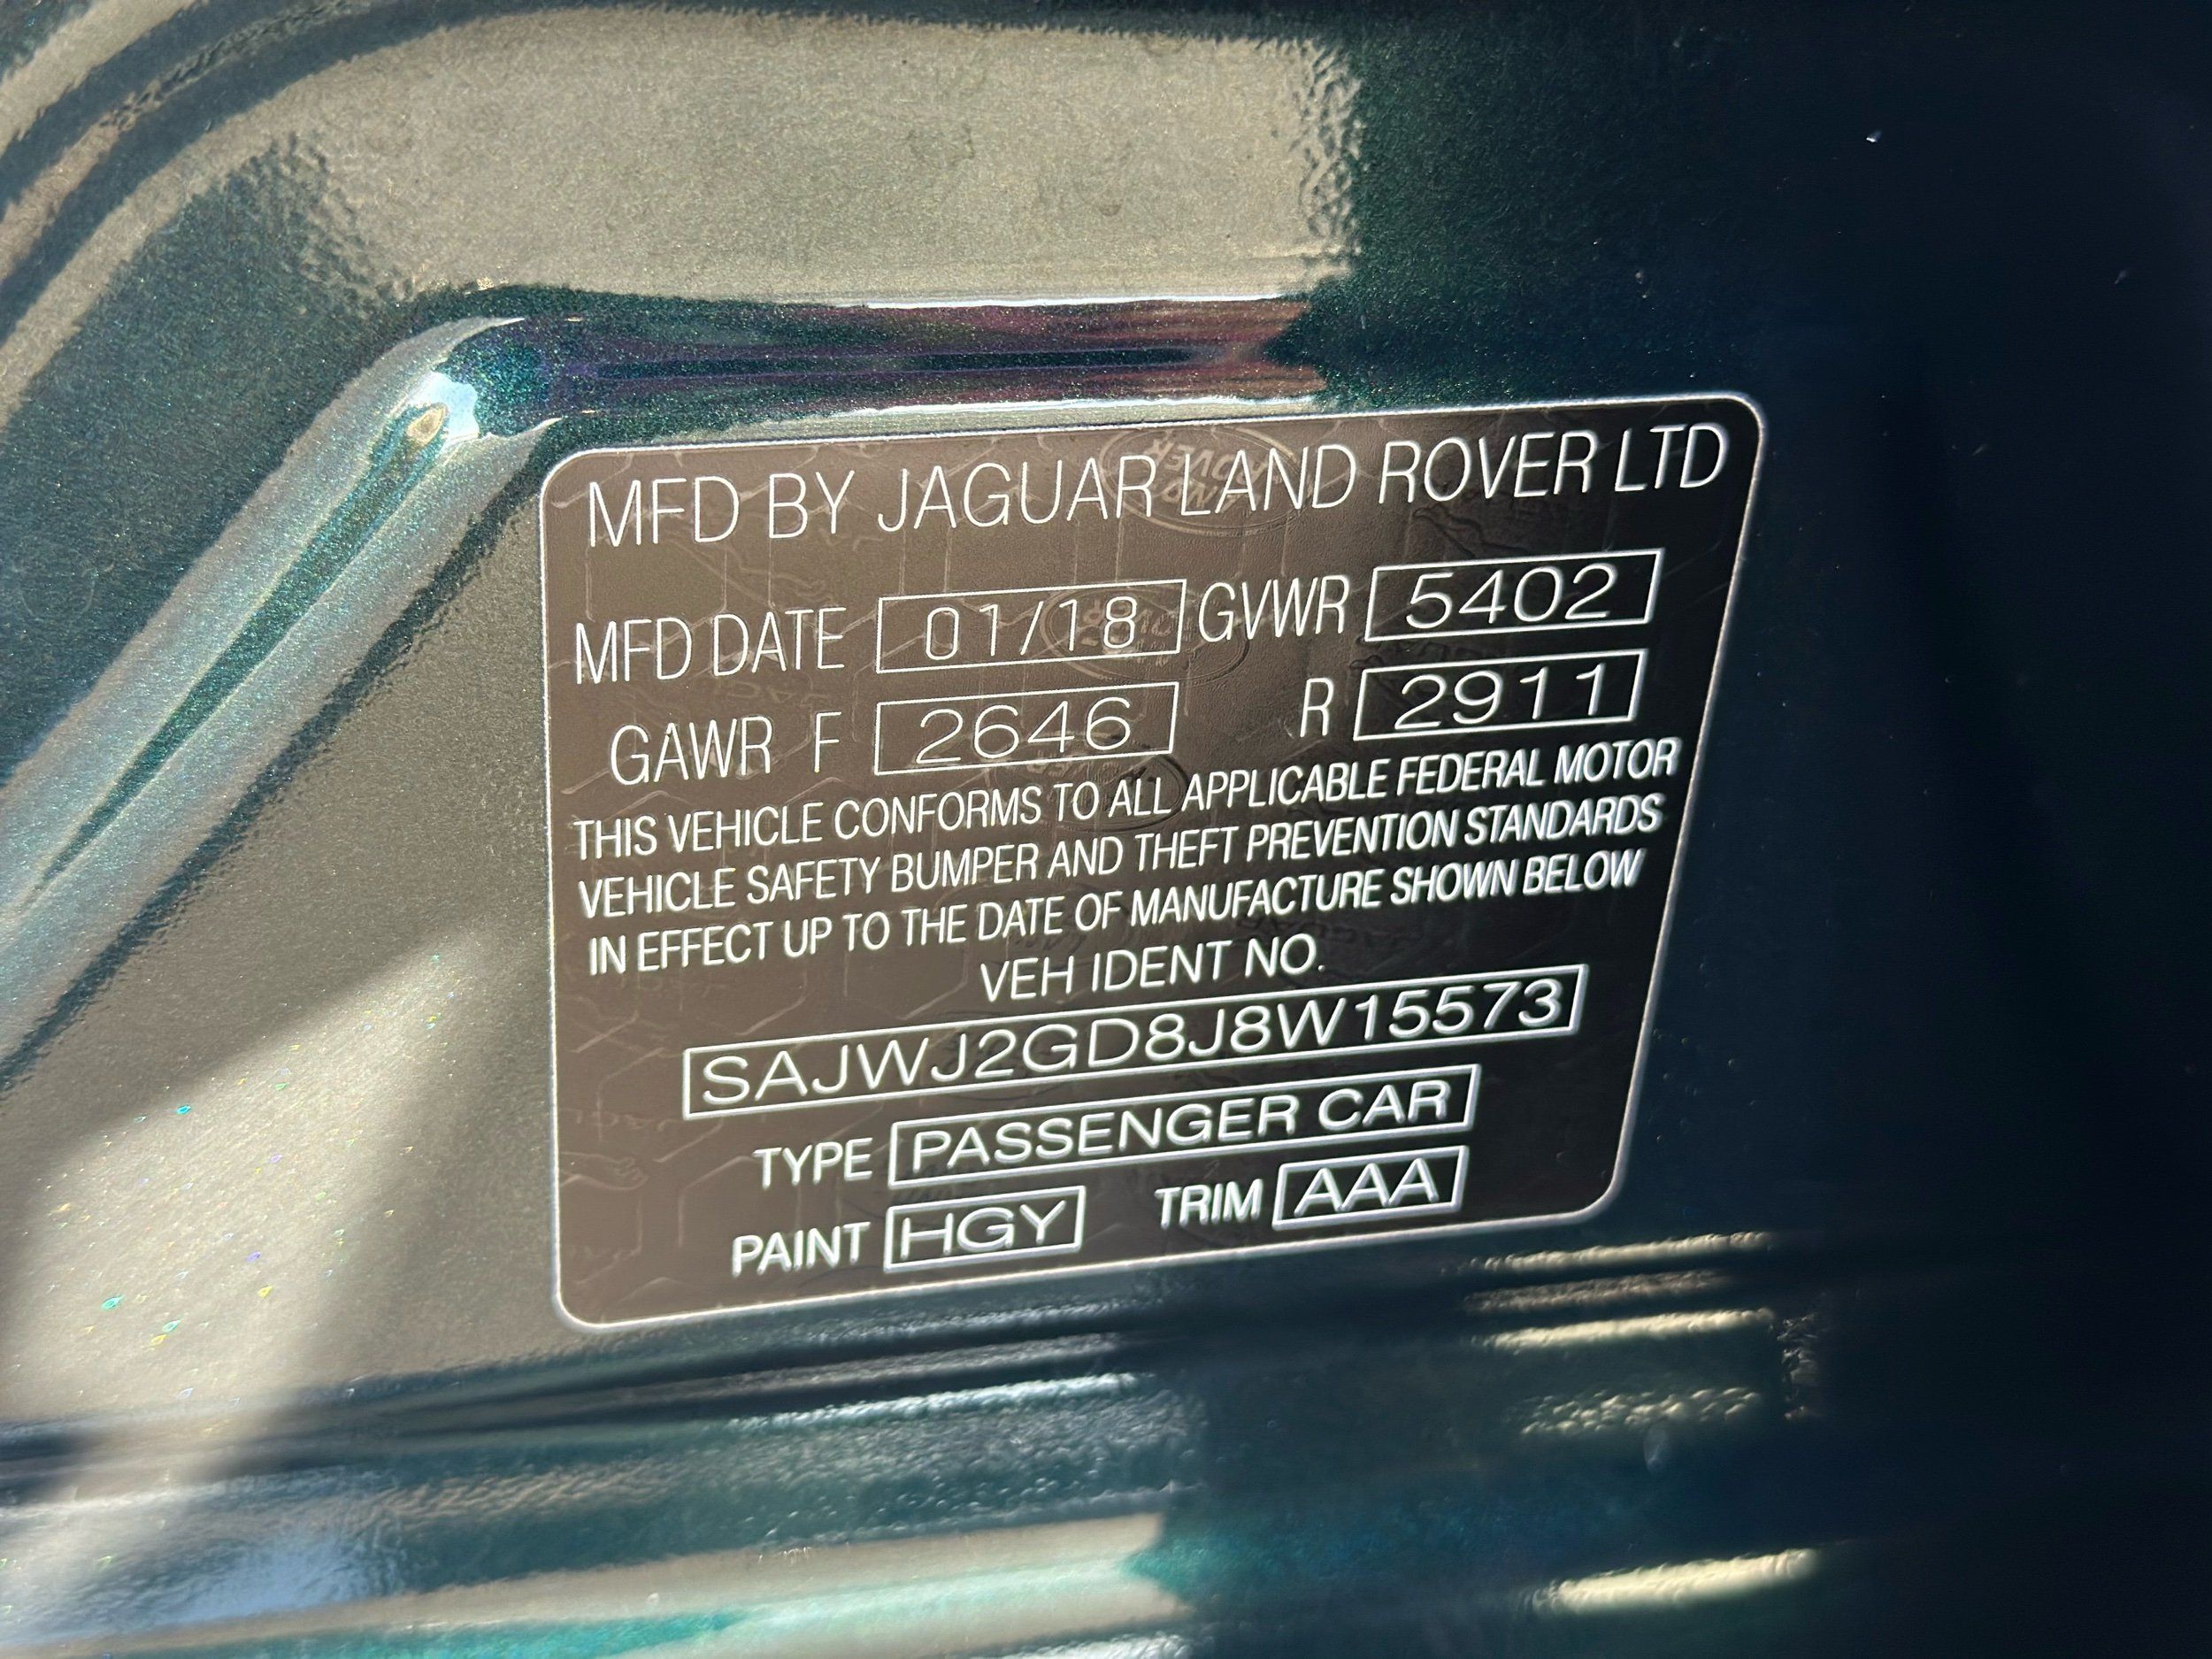 MFD BY JAGUAR LAND ROVER LTD
MFD DATE 01/18 GVWR 5402
GAWR F 2646 R 2911
THIS VEHICLE CONFORMS TO ALL APPLICABLE FEDERAL MOTOR
VEHICLE SAFETY BUMPER AND THEFT PREVENTION STANDARDS
IN EFFECT UP TO THE DATE OF MANUFACTURE SHOWN BELOW
VEH IDENT NO.
SAJWJ2GD8J8W15573
TYPE PASSENGER CAR
PAINT HGY TRIM AAA